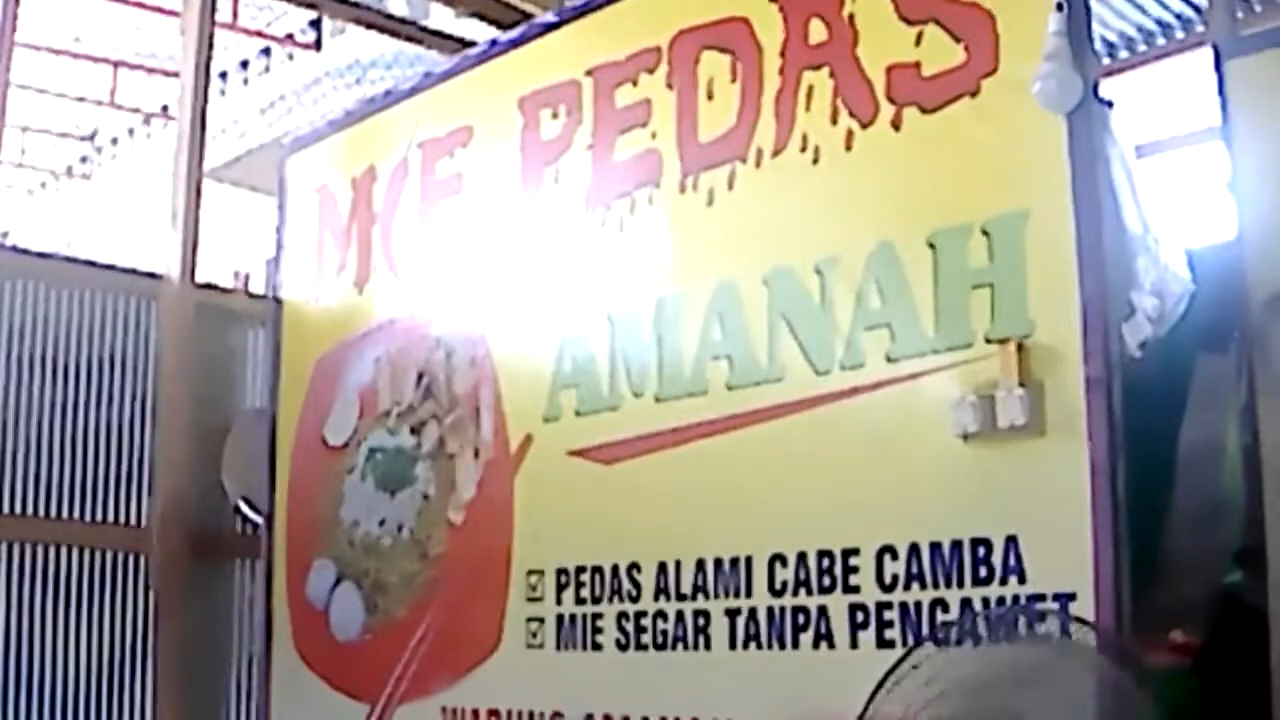 MIE PEDAS
AMANAH
PEDAS ALAMI CABE CAMBA
MIE SEGAR TANPA PENGAWET